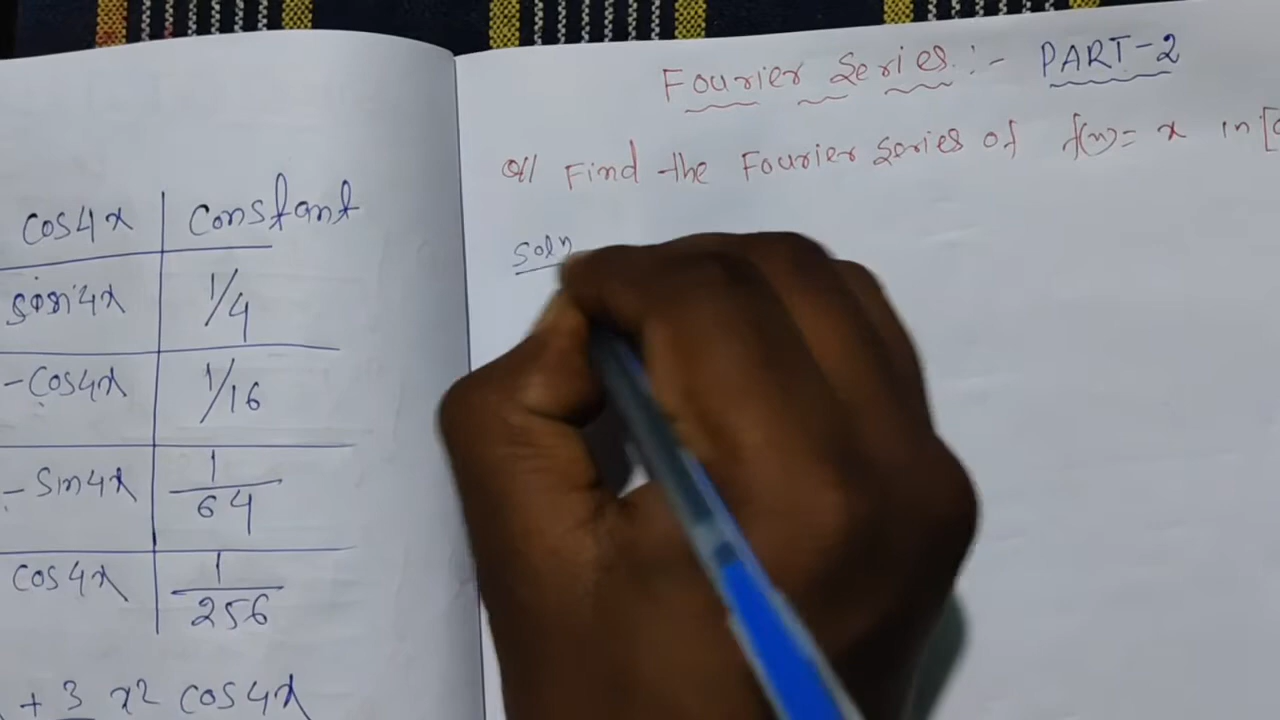 cos4x constant
sin4x 1/4
-cos4x 1/16
- sin4x 1/64
cos4x 1/256
+ 3 x2 cos4x
Fourier Series :- PART-2
Q1/ Find the Fourier Series of f(x)= x in [
Soln